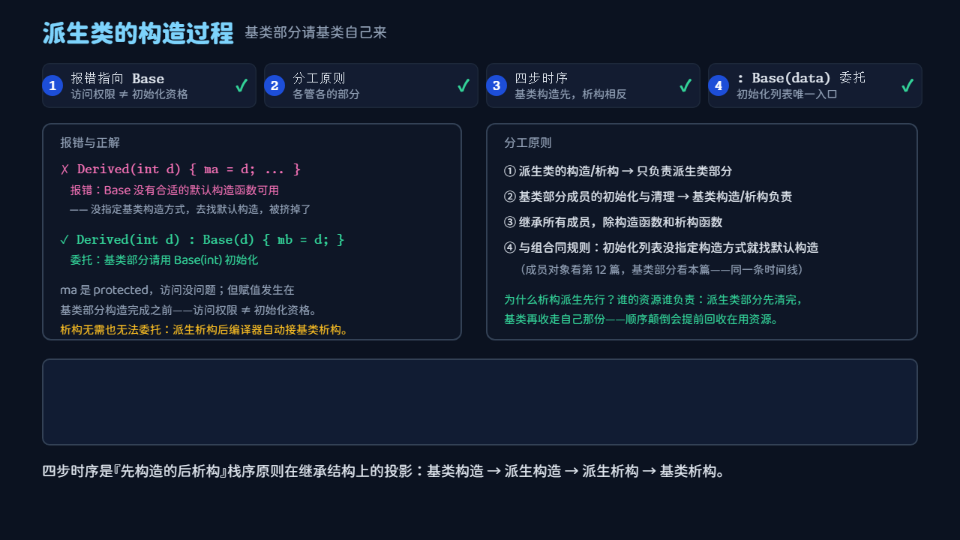 派生类的构造过程 基类部分请基类自己来
1 报错指向 Base ✓
访问权限 ≠ 初始化资格
2 分工原则 ✓
各管各的部分
3 四步时序 ✓
基类构造先，析构相反
4 : Base(data) 委托 ✓
初始化列表唯一入口
报错与正解
✗ Derived(int d) { ma = d; ... }
报错：Base 没有合适的默认构造函数可用
—— 没指定基类构造方式，去找默认构造，被挤掉了
✓ Derived(int d) : Base(d) { mb = d; }
委托：基类部分请用 Base(int) 初始化
ma 是 protected，访问没问题；但赋值发生在
基类部分构造完成之前——访问权限 ≠ 初始化资格。
析构无需也无法委托：派生析构后编译器自动接基类析构。
分工原则
① 派生类的构造/析构 → 只负责派生类部分
② 基类部分成员的初始化与清理 → 基类构造/析构负责
③ 继承所有成员，除构造函数和析构函数
④ 与组合同规则：初始化列表没指定构造方式就找默认构造
（成员对象看第 12 篇，基类部分看本篇——同一条时间线）
为什么析构派生先行？谁的资源谁负责：派生类部分先清完，
基类再收走自己那份——顺序颠倒会提前回收在用资源。
四步时序是『先构造的后析构』栈序原则在继承结构上的投影：基类构造 → 派生构造 → 派生析构 → 基类析构。